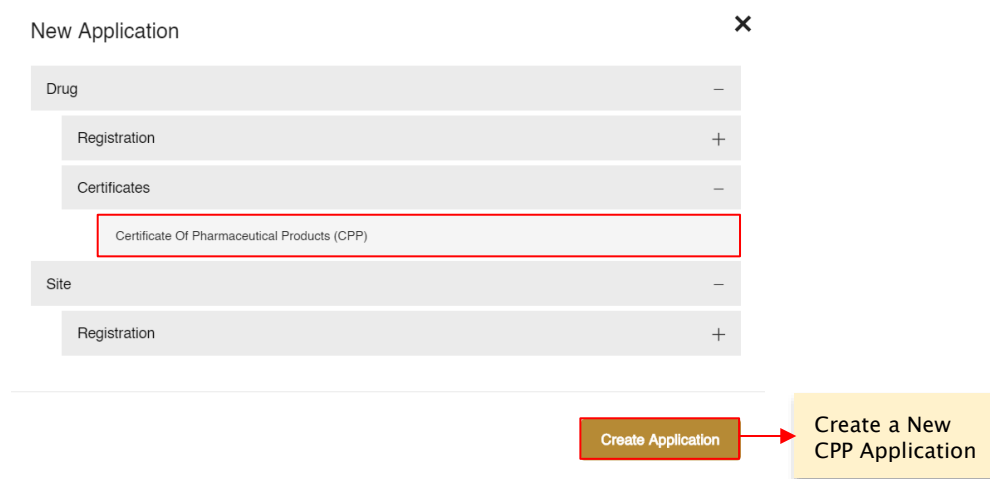 New Application
Drug
Registration
Certificates
Certificate Of Pharmaceutical Products (CPP)
Site
Registration
Create Application
Create a New
CPP Application